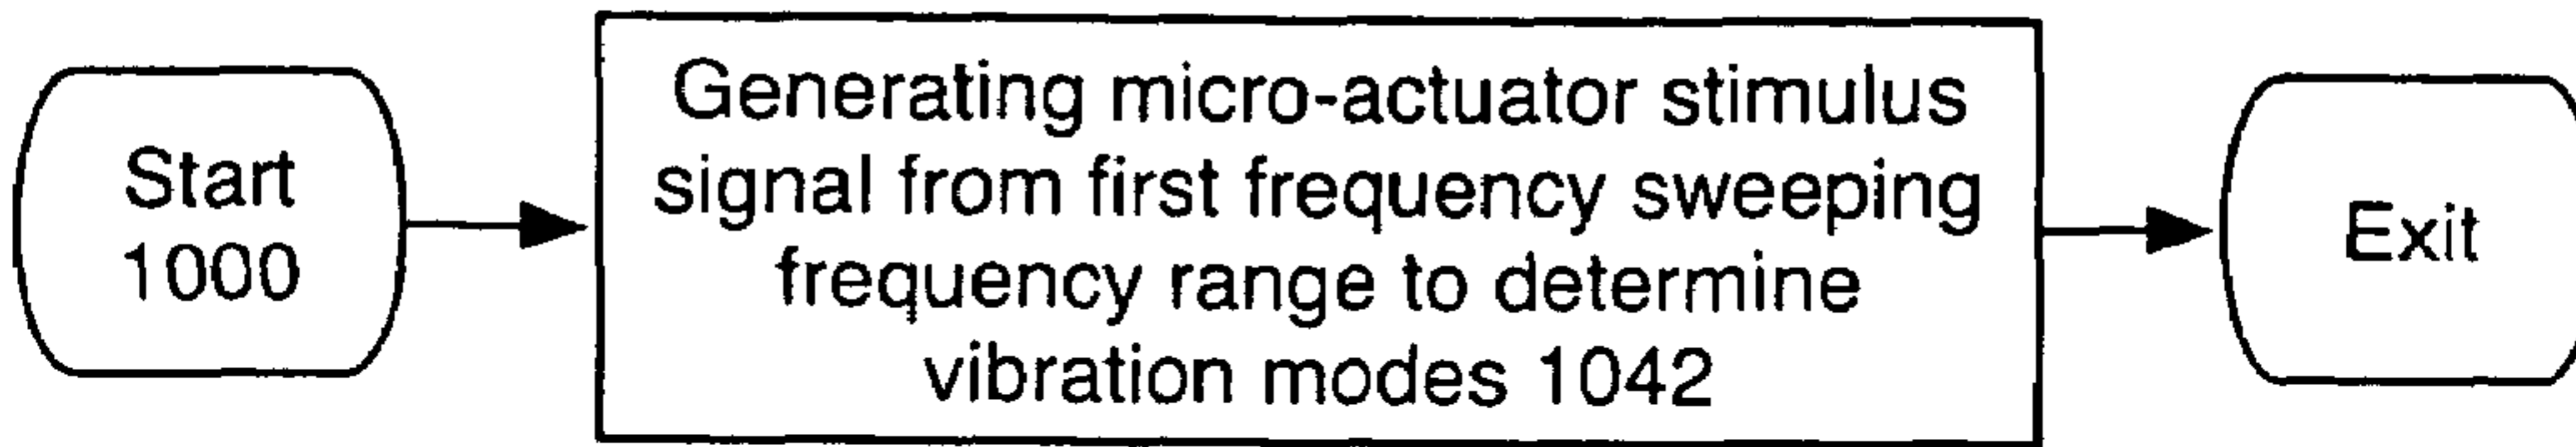 Start
1000
Generating micro-actuator stimulus
signal from first frequency sweeping
frequency range to determine
vibration modes 1042
Exit